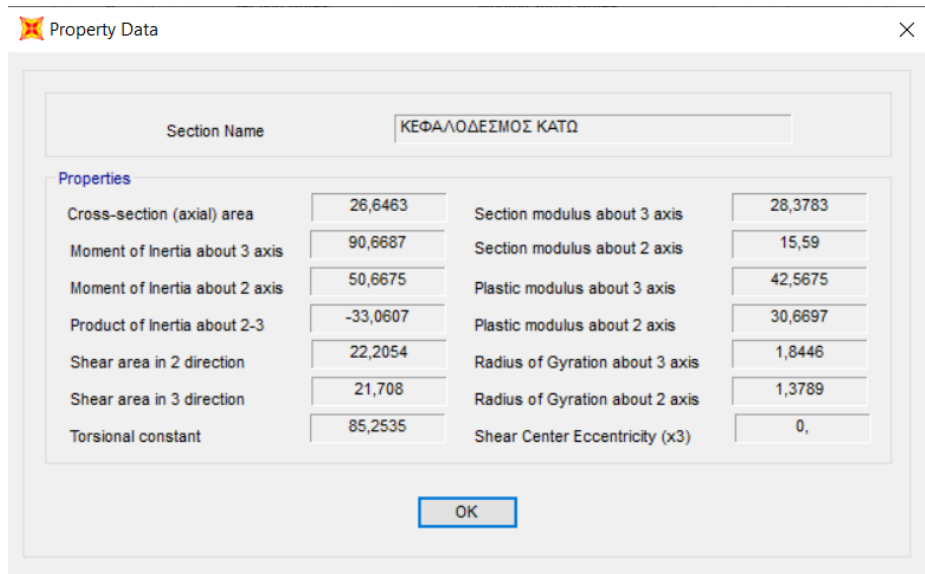 Property Data
Section Name ΚΕΦΑΛΟΔΕΣΜΟΣ ΚΑΤΩ
Properties
Cross-section (axial) area 26,6463 Section modulus about 3 axis 28,3783
Moment of Inertia about 3 axis 90,6687 Section modulus about 2 axis 15,59
Moment of Inertia about 2 axis 50,6675 Plastic modulus about 3 axis 42,5675
Product of Inertia about 2-3 -33,0607 Plastic modulus about 2 axis 30,6697
Shear area in 2 direction 22,2054 Radius of Gyration about 3 axis 1,8446
Shear area in 3 direction 21,708 Radius of Gyration about 2 axis 1,3789
Torsional constant 85,2535 Shear Center Eccentricity (x3) 0,
OK